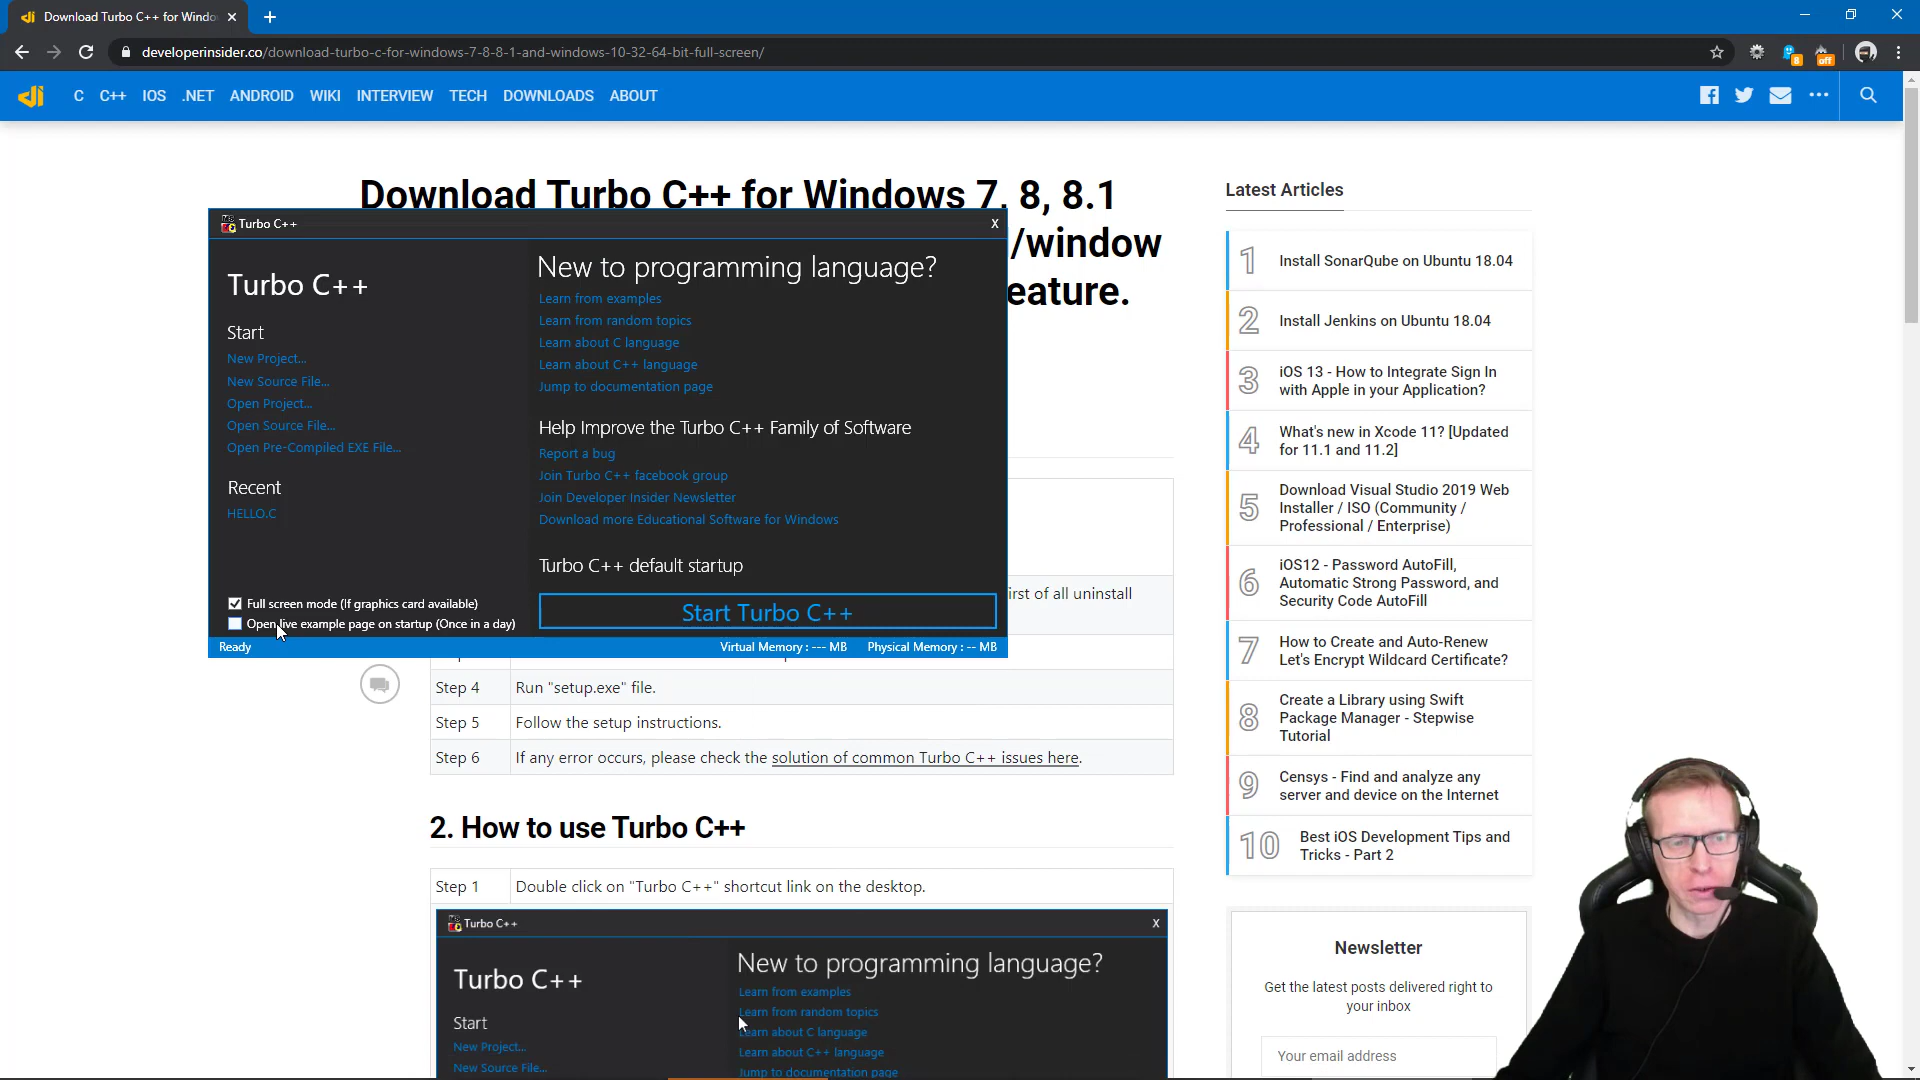 Download Turbo C++ for Windo
developerinsider.co/download-turbo-c-for-windows-7-8-8-1-and-windows-10-32-64-bit-full-screen/
8
off
C C++ IOS .NET ANDROID WIKI INTERVIEW TECH DOWNLOADS ABOUT
Download Turbo C++ for Windows 7, 8, 8.1
/window
eature.
Turbo C++
X
Turbo C++
Start
New Project...
New Source File...
Open Project...
Open Source File...
Open Pre-Compiled EXE File...
Recent
HELLO.C
Full screen mode (If graphics card available)
Open live example page on startup (Once in a day)
New to programming language?
Learn from examples
Learn from random topics
Learn about C language
Learn about C++ language
Jump to documentation page
Help Improve the Turbo C++ Family of Software
Report a bug
Join Turbo C++ facebook group
Join Developer Insider Newsletter
Download more Educational Software for Windows
Turbo C++ default startup
Start Turbo C++
Ready
Virtual Memory : --- MB
Physical Memory : -- MB
irst of all uninstall
Step 4 Run "setup.exe" file.
Step 5 Follow the setup instructions.
Step 6 If any error occurs, please check the solution of common Turbo C++ issues here.
2. How to use Turbo C++
Step 1 Double click on "Turbo C++" shortcut link on the desktop.
Turbo C++
X
Turbo C++
Start
New Project...
New Source File...
New to programming language?
Learn from examples
Learn from random topics
Learn about C language
Learn about C++ language
Jump to documentation page
Latest Articles
1 Install SonarQube on Ubuntu 18.04
2 Install Jenkins on Ubuntu 18.04
3 iOS 13 - How to Integrate Sign In
with Apple in your Application?
4 What's new in Xcode 11? [Updated
for 11.1 and 11.2]
5 Download Visual Studio 2019 Web
Installer / ISO (Community /
Professional / Enterprise)
6 iOS12 - Password AutoFill,
Automatic Strong Password, and
Security Code AutoFill
7 How to Create and Auto-Renew
Let's Encrypt Wildcard Certificate?
8 Create a Library using Swift
Package Manager - Stepwise
Tutorial
9 Censys - Find and analyze any
server and device on the Internet
10 Best iOS Development Tips and
Tricks - Part 2
Newsletter
Get the latest posts delivered right to
your inbox
Your email address